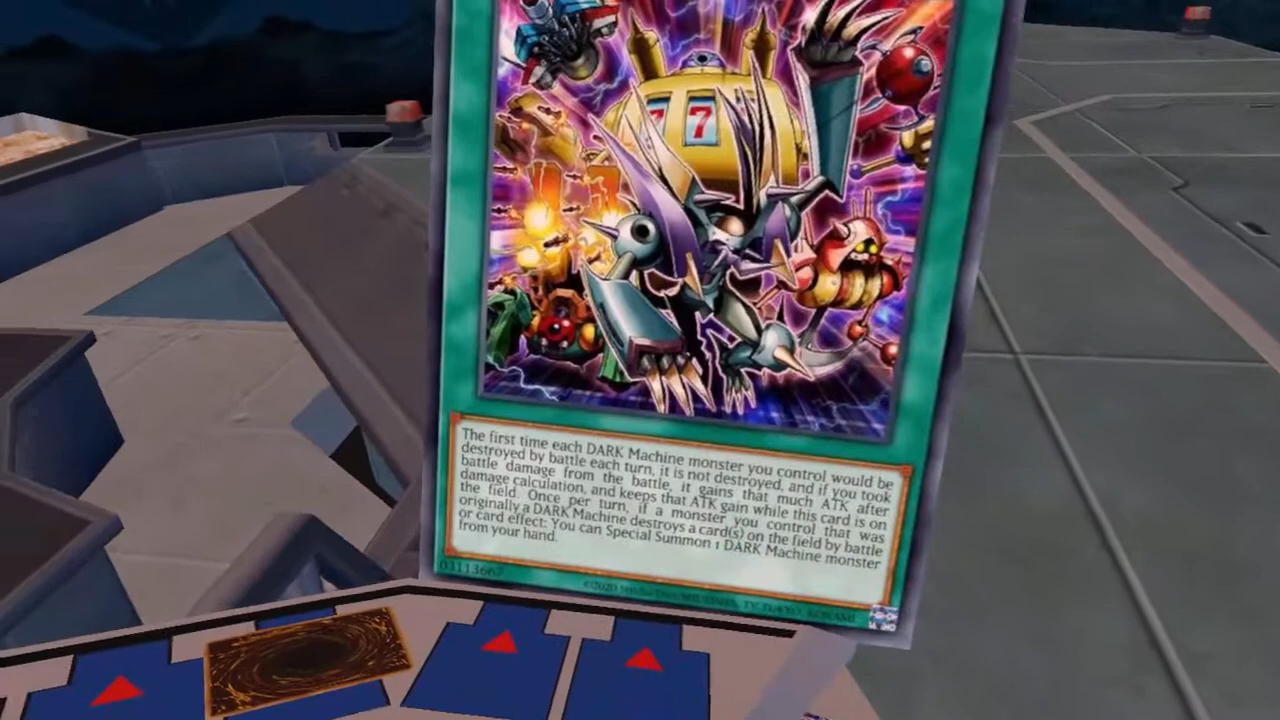 7 7
The first time each DARK Machine monster you control would be
destroyed by battle each turn, it is not destroyed, and if you took
battle damage from the battle, it gains that much ATK after
damage calculation, and keeps that ATK gain while this card is on
the field. Once per turn, if a monster you control that was
originally a DARK Machine destroys a card(s) on the field by battle
or card effect: You can Special Summon 1 DARK Machine monster
from your hand.
03113667
©2020